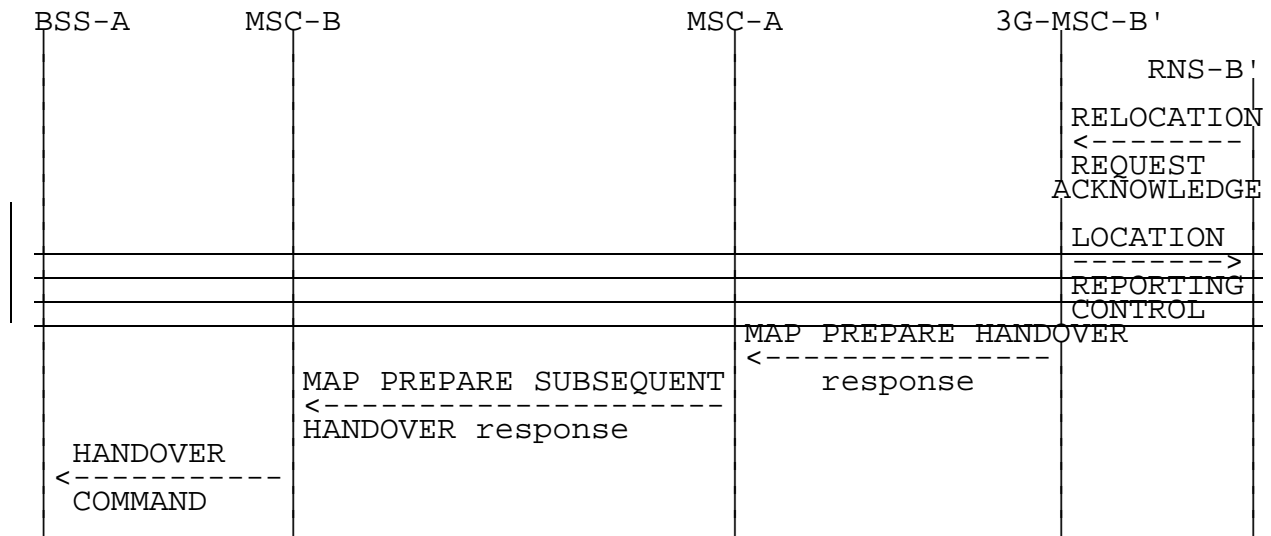 BSS-A MSC-B MSC-A 3G-MSC-B'
RNS-B'
RELOCATION
<--------
REQUEST
ACKNOWLEDGE
LOCATION
-------->
REPORTING
CONTROL
MAP PREPARE HANDOVER
<---------------
MAP PREPARE SUBSEQUENT response
<---------------------
HANDOVER response
HANDOVER
<-----------
COMMAND